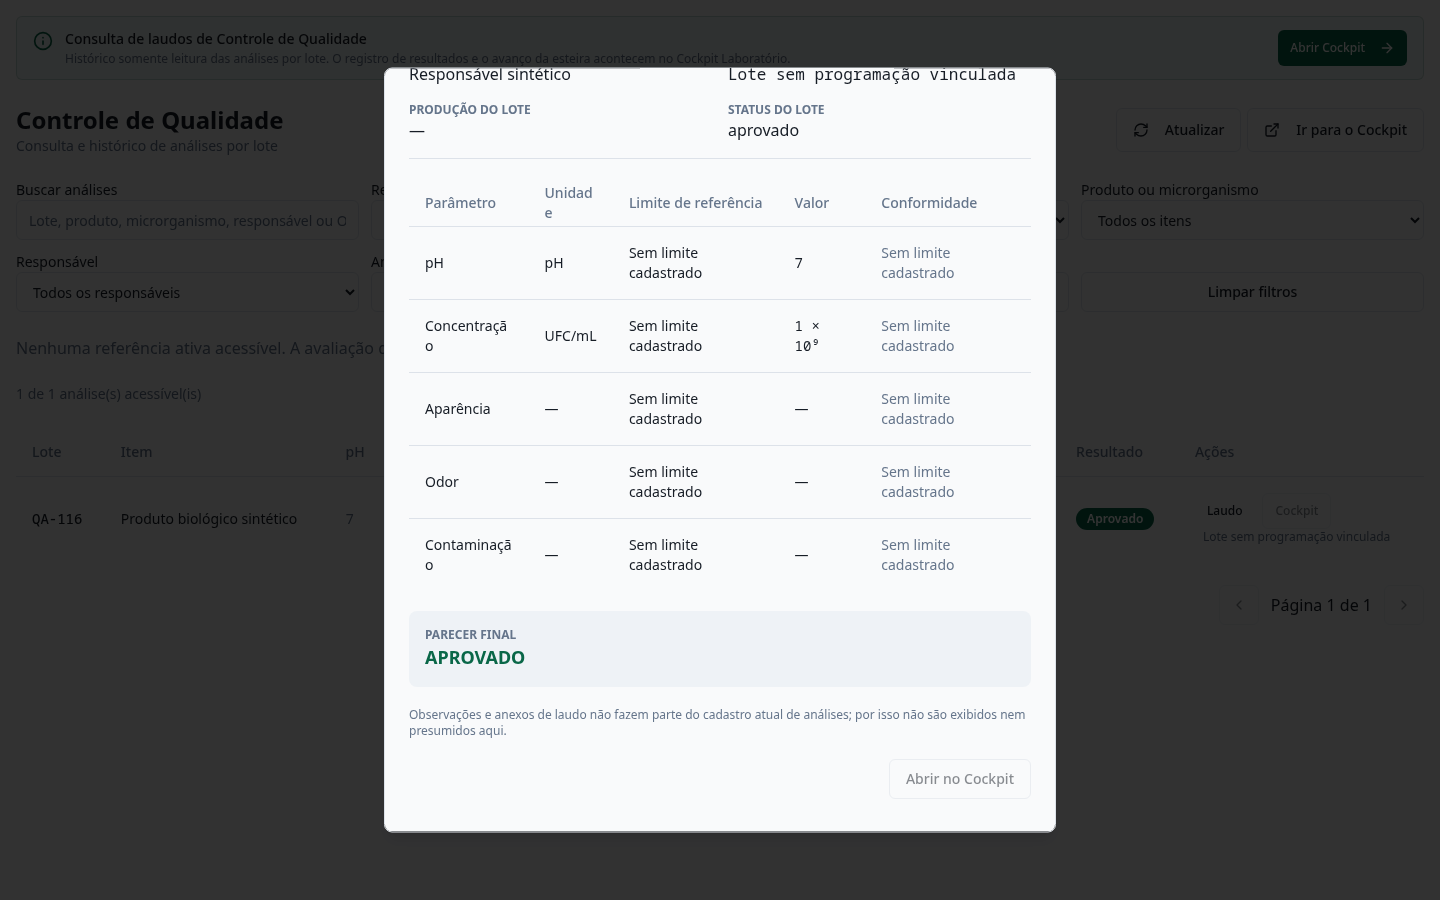 Consulta de laudos de Controle de Qualidade
Histórico somente leitura das análises por lote. O registro de resultados e o avanço da esteira acontecem no Cockpit Laboratório.
Abrir Cockpit
Controle de Qualidade
Consulta e histórico de análises por lote
Atualizar
Ir para o Cockpit
Buscar análises
Re
Produto ou microrganismo
Lote, produto, microrganismo, responsável ou O
Todos os itens
Responsável
An
Todos os responsáveis
Limpar filtros
Nenhuma referência ativa acessível. A avaliação
1 de 1 análise(s) acessível(is)
Lote
Item
pH
Resultado
Ações
QA-116
Produto biológico sintético
7
Aprovado
Laudo
Cockpit
Lote sem programação vinculada
Página 1 de 1
Responsável sintético
Lote sem programação vinculada
PRODUÇÃO DO LOTE
STATUS DO LOTE
—
aprovado
Parâmetro
Unidad
e
Limite de referência
Valor
Conformidade
pH
pH
Sem limite
cadastrado
7
Sem limite
cadastrado
Concentraçã
o
UFC/mL
Sem limite
cadastrado
1 ×
10⁹
Sem limite
cadastrado
Aparência
—
Sem limite
cadastrado
—
Sem limite
cadastrado
Odor
—
Sem limite
cadastrado
—
Sem limite
cadastrado
Contaminaçã
o
—
Sem limite
cadastrado
—
Sem limite
cadastrado
PARECER FINAL
APROVADO
Observações e anexos de laudo não fazem parte do cadastro atual de análises; por isso não são exibidos nem
presumidos aqui.
Abrir no Cockpit